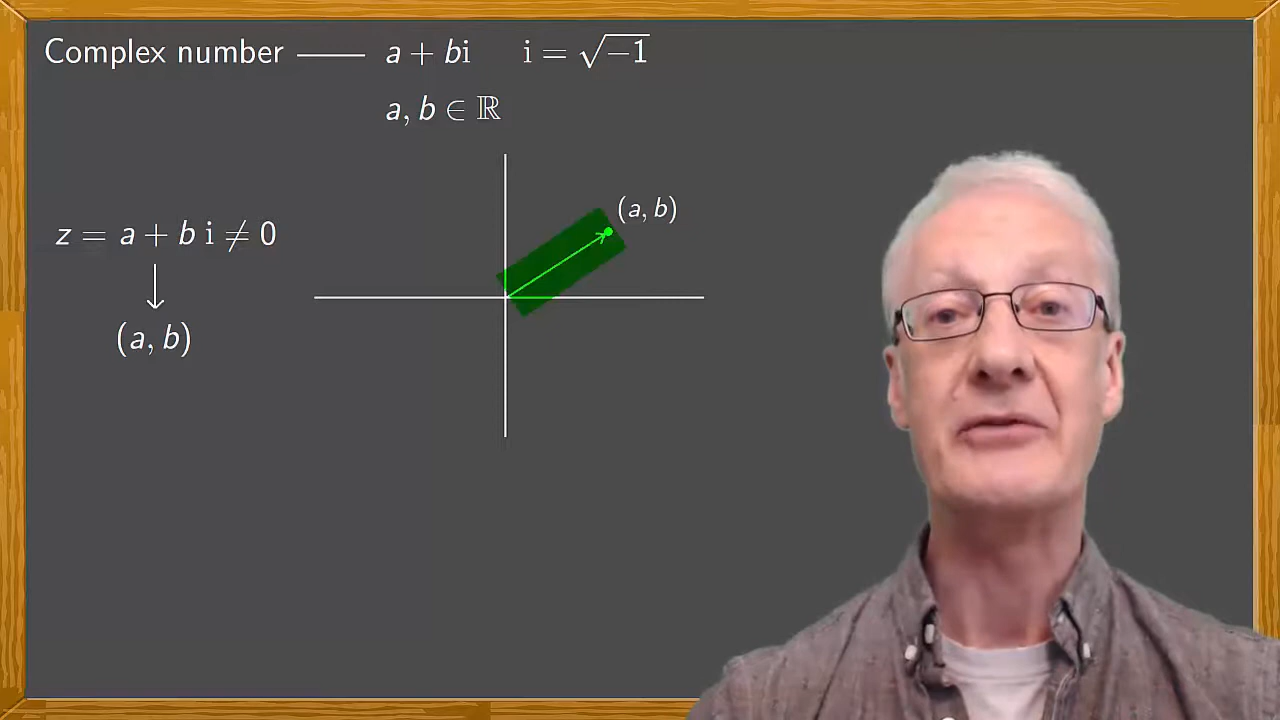 Complex number —— a + bi i = √−1
a, b ∈ ℝ
(a, b)
z = a + b i ≠ 0
(a, b)